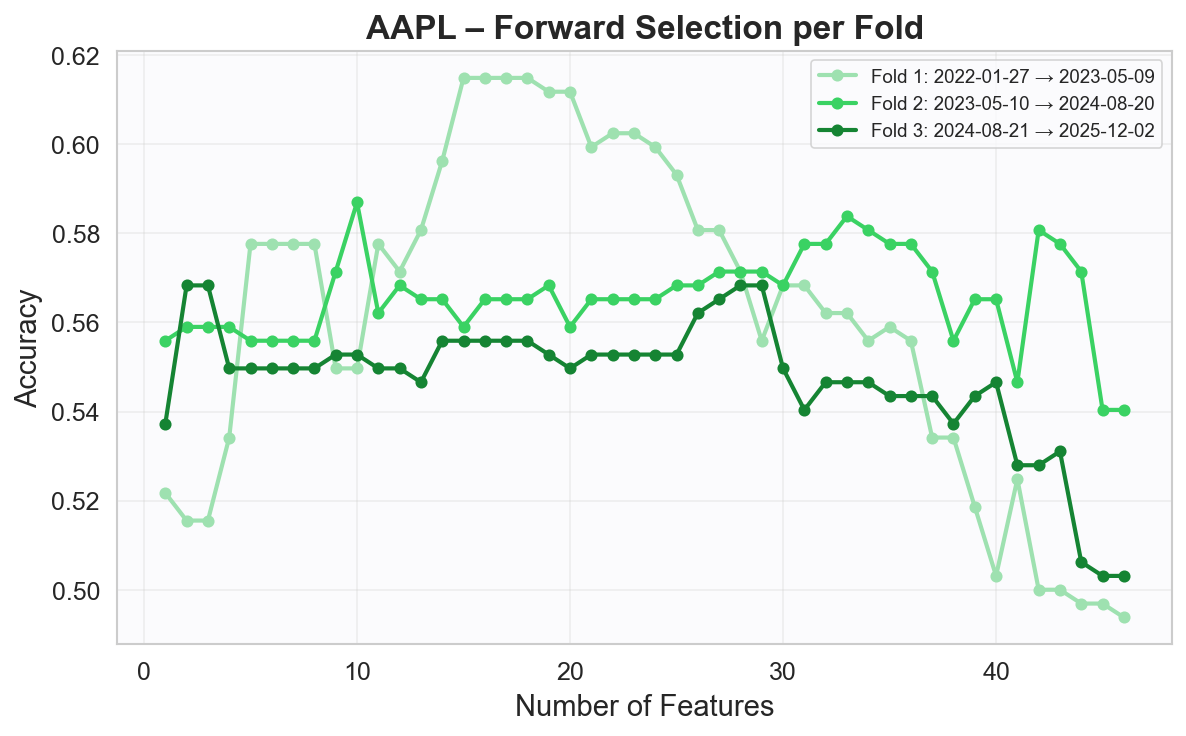 AAPL – Forward Selection per Fold
0.62
0.60
0.58
0.56
0.54
0.52
0.50
Accuracy
Fold 1: 2022-01-27 → 2023-05-09
Fold 2: 2023-05-10 → 2024-08-20
Fold 3: 2024-08-21 → 2025-12-02
0 10 20 30 40
Number of Features